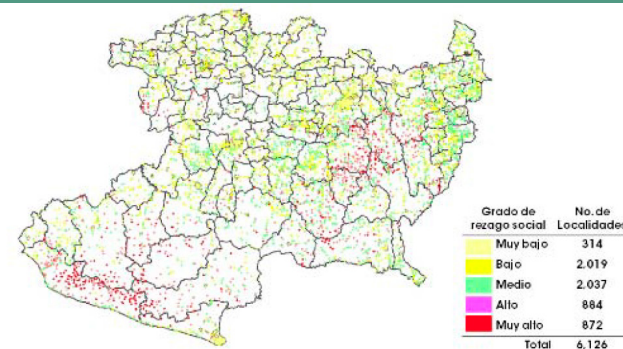 Grado de No. de
rezago social Localidades
Muy bajo 314
Bajo 2.019
Medio 2.037
Alto 884
Muy alto 872
Total 6,126